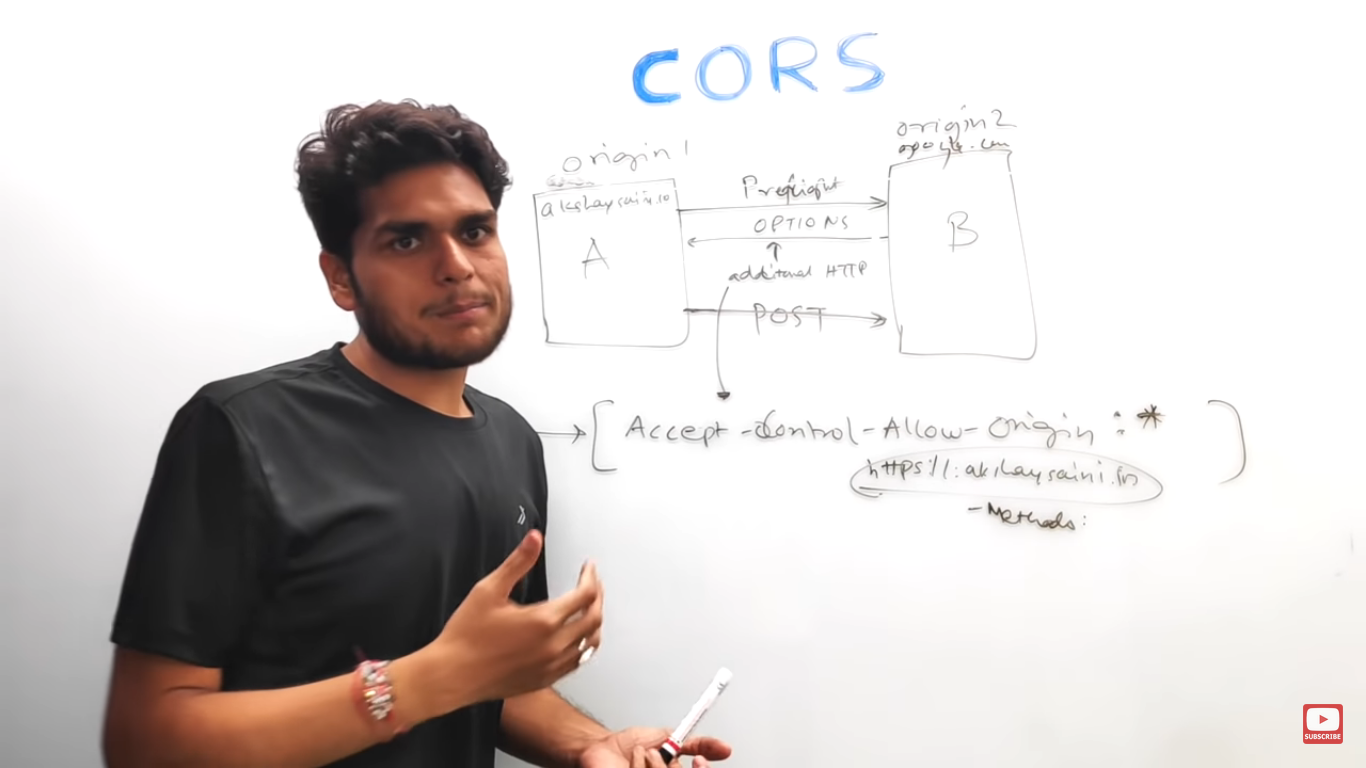 CORS
origin 1
origin 2
google.com
akshaysaini.io
A
Preflight
OPTIONS
additional HTTP
POST
B
Accept-Control-Allow-Origin : *
https://:akshaysaini.in
-Methods:
SUBSCRIBE